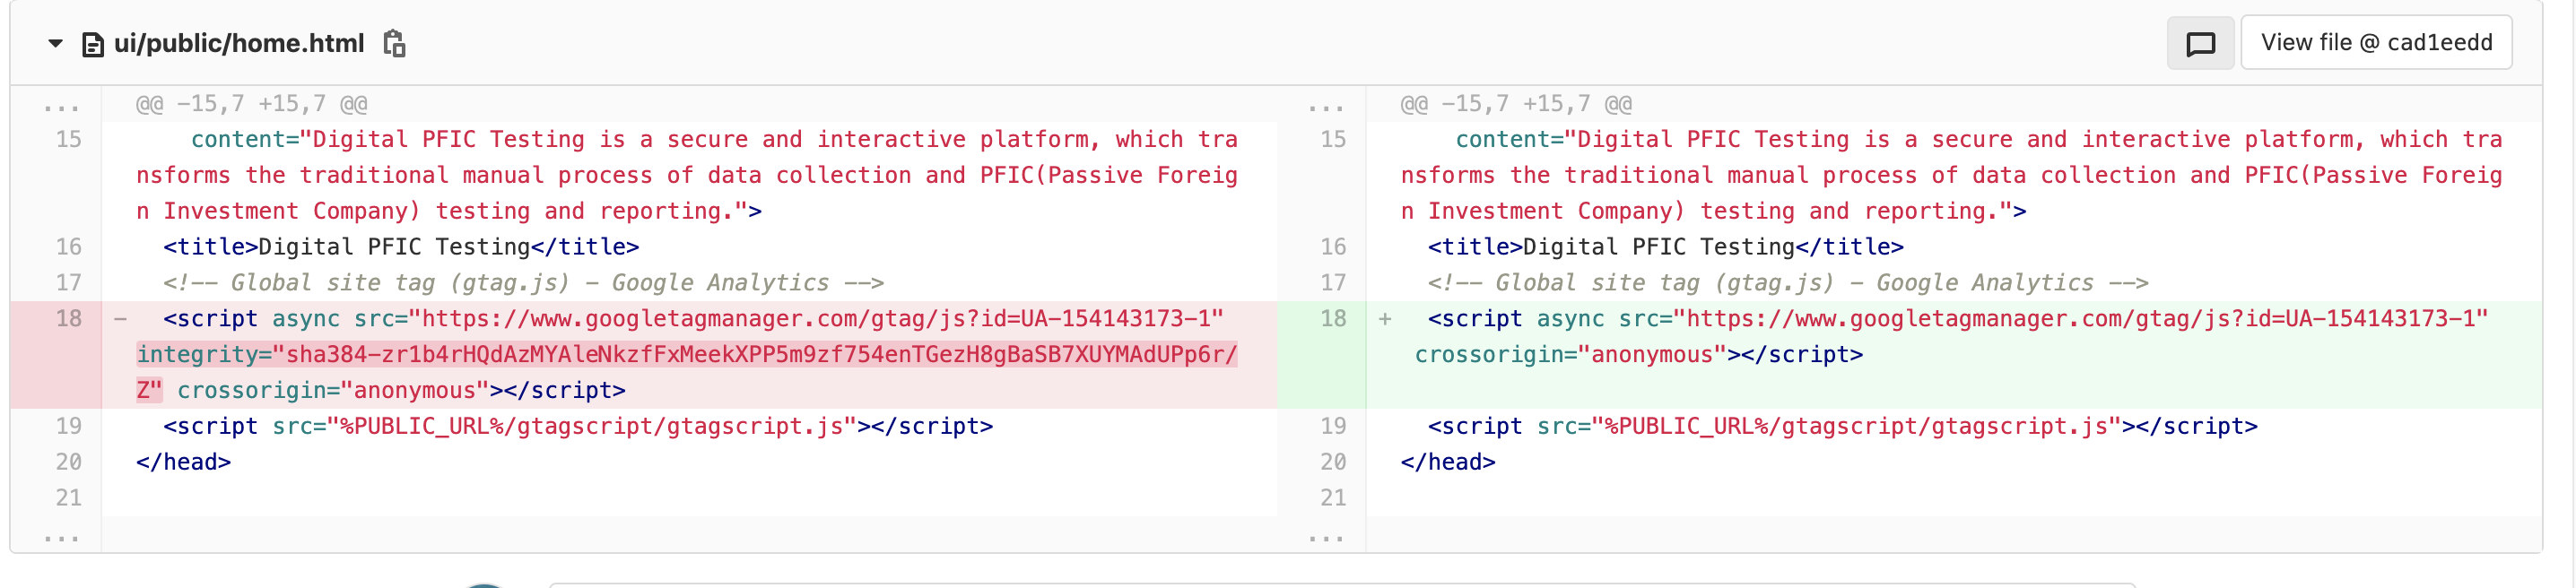 ui/public/home.html
View file @ cad1eedd
... @@ -15,7 +15,7 @@
15 content="Digital PFIC Testing is a secure and interactive platform, which tra
nsforms the traditional manual process of data collection and PFIC(Passive Foreig
n Investment Company) testing and reporting.">
16 <title>Digital PFIC Testing</title>
17 <!-- Global site tag (gtag.js) - Google Analytics -->
18 - <script async src="https://www.googletagmanager.com/gtag/js?id=UA-154143173-1"
integrity="sha384-zr1b4rHQdAzMYAleNkzfFxMeekXPP5m9zf754enTGezH8gBaSB7XUYMAdUPp6r/
Z" crossorigin="anonymous"></script>
19 <script src="%PUBLIC_URL%/gtagscript/gtagscript.js"></script>
20 </head>
21
...
... @@ -15,7 +15,7 @@
15 content="Digital PFIC Testing is a secure and interactive platform, which tra
nsforms the traditional manual process of data collection and PFIC(Passive Foreig
n Investment Company) testing and reporting.">
16 <title>Digital PFIC Testing</title>
17 <!-- Global site tag (gtag.js) - Google Analytics -->
18 + <script async src="https://www.googletagmanager.com/gtag/js?id=UA-154143173-1"
crossorigin="anonymous"></script>
19 <script src="%PUBLIC_URL%/gtagscript/gtagscript.js"></script>
20 </head>
21
...